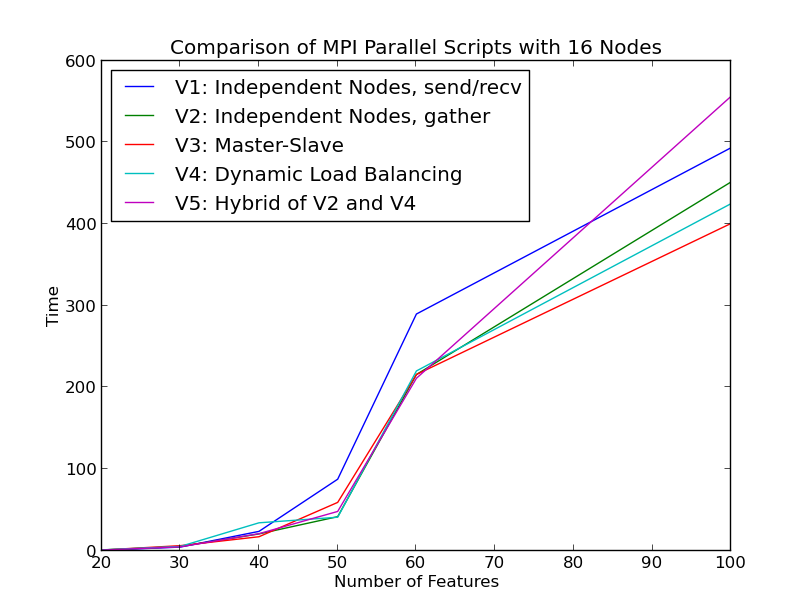 Comparison of MPI Parallel Scripts with 16 Nodes
600
500
400
300
200
100
0
Time
V1: Independent Nodes, send/recv
V2: Independent Nodes, gather
V3: Master-Slave
V4: Dynamic Load Balancing
V5: Hybrid of V2 and V4
20 30 40 50 60 70 80 90 100
Number of Features